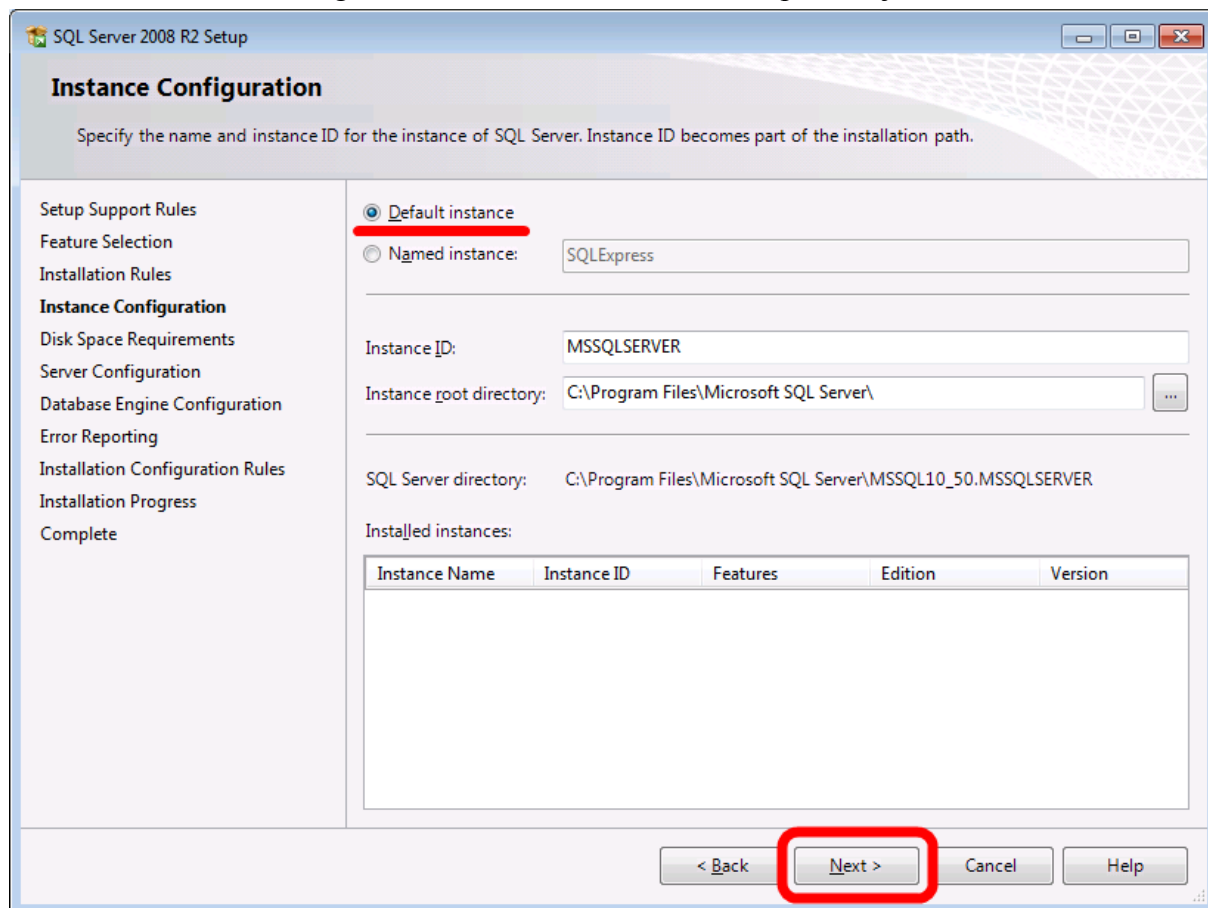 SQL Server 2008 R2 Setup
Instance Configuration
Specify the name and instance ID for the instance of SQL Server. Instance ID becomes part of the installation path.
Setup Support Rules
Feature Selection
Installation Rules
Instance Configuration
Disk Space Requirements
Server Configuration
Database Engine Configuration
Error Reporting
Installation Configuration Rules
Installation Progress
Complete
Default instance
Named instance: SQLExpress
Instance ID: MSSQLSERVER
Instance root directory: C:\Program Files\Microsoft SQL Server\ ...
SQL Server directory: C:\Program Files\Microsoft SQL Server\MSSQL10_50.MSSQLSERVER
Installed instances:
Instance Name Instance ID Features Edition Version
< Back Next > Cancel Help